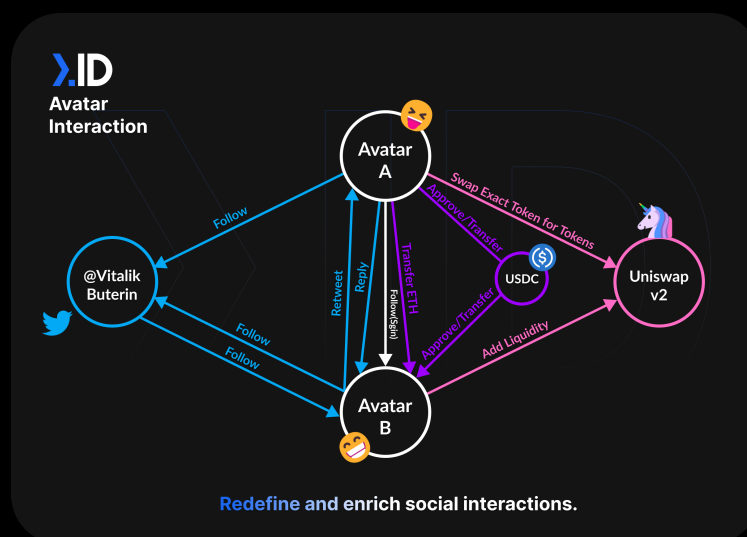 .ID
Avatar
Interaction
Avatar
A
Follow
Swap Exact Token for Tokens
Approve/Transfer
@Vitalik
Buterin
Retweet
Reply
Follow(Sgin)
Transfer ETH
USDC
Uniswap
v2
Follow
Follow
Approve/Transfer
Add Liquidity
Avatar
B
Redefine and enrich social interactions.